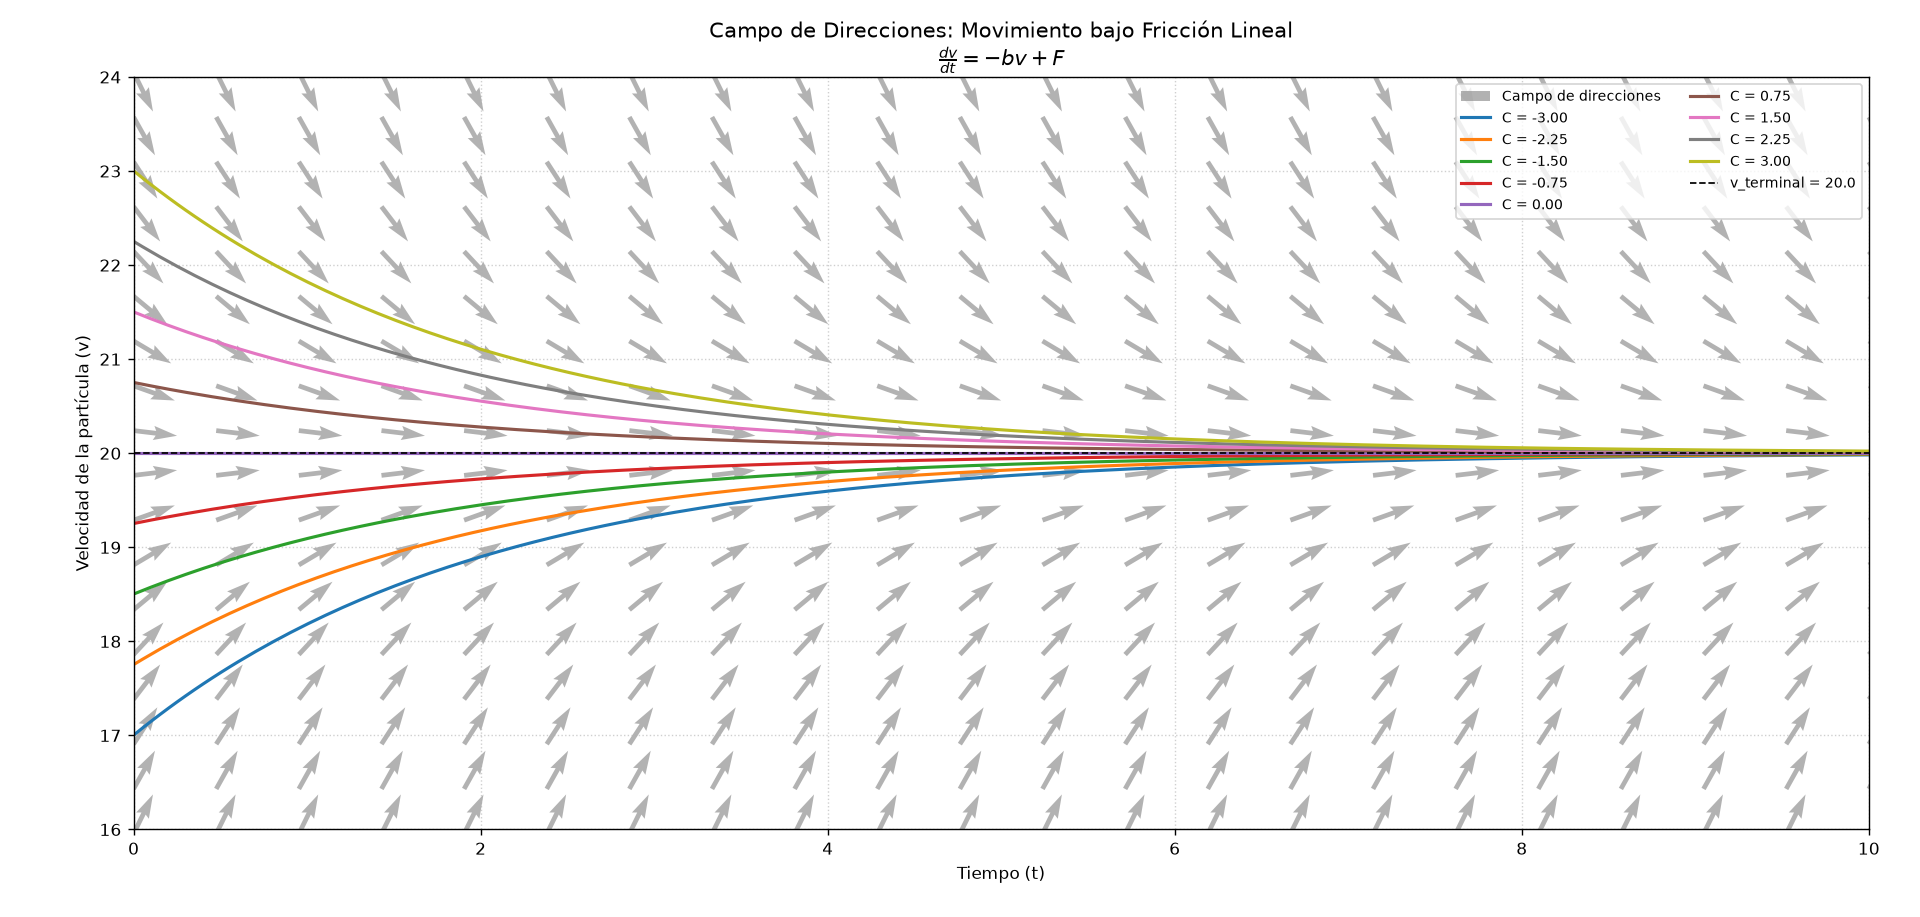 Campo de Direcciones: Movimiento bajo Fricción Lineal
dv/dt = −bv + F
Velocidad de la partícula (v)
24
23
22
21
20
19
18
17
16
Campo de direcciones
C = -3.00
C = -2.25
C = -1.50
C = -0.75
C = 0.00
C = 0.75
C = 1.50
C = 2.25
C = 3.00
v_terminal = 20.0
0 2 4 6 8 10
Tiempo (t)